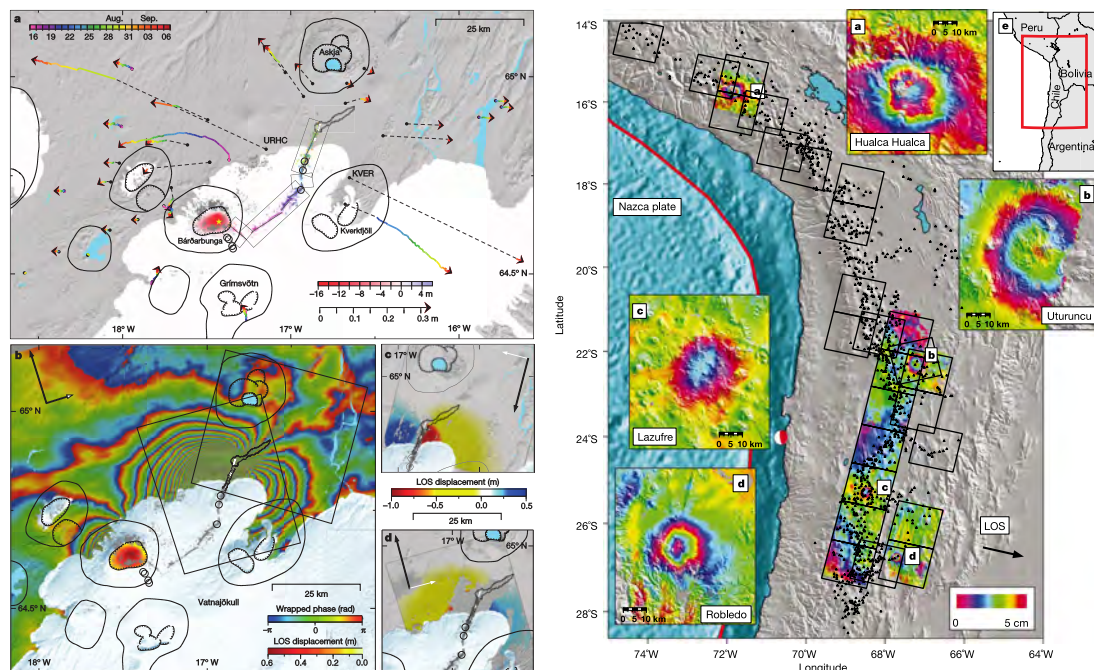 a
Aug. Sep.
16 19 22 25 28 31 03 06
25 km
Askja
65° N
URHC
KVER
Bárðarbunga
Kverkfjöll
64.5° N
Grímsvötn
−16 −12 −8 −4 0 4 m
0 0.1 0.2 0.3 m
18° W
17° W
16° W
b
65° N
64.5° N
Vatnajökull
25 km
Wrapped phase (rad)
−π 0 π
LOS displacement (m)
0.6 0.4 0.2 0.0
18° W
17° W
c
17° W
65° N
LOS displacement (m)
−1.0 −0.5 0.0 0.5
25 km
d
17° W
65° N
14°S
16°S
18°S
20°S
22°S
24°S
26°S
28°S
Latitude
75°W 74°W 72°W 70°W 68°W 66°W 64°W
Longitude
Nazca plate
a
b
c
d
LOS
0 5 cm
a
0 5 10 km
Hualca Hualca
e
Peru
Bolivia
Chile
Argentina
b
0 5 10 km
Uturuncu
c
Lazufre
0 5 10 km
d
Robledo
0 5 10 km